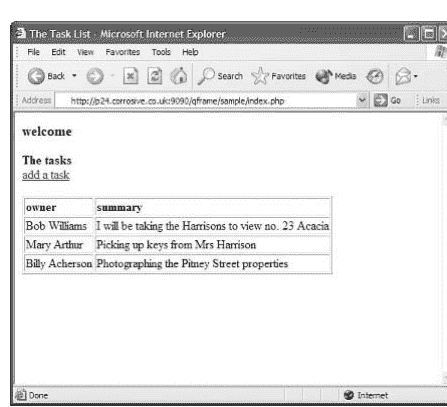 The Task List - Microsoft Internet Explorer
File Edit View Favorites Tools Help
Back Search Favorites Media
Address http://p24.corrosive.co.uk:9090/qframe/sample/index.php Go Links
welcome
The tasks
add a task
owner summary
Bob Williams I will be taking the Harrisons to view no. 23 Acacia
Mary Arthur Picking up keys from Mrs Harrison
Billy Acherson Photographing the Pitney Street properties
Done Internet